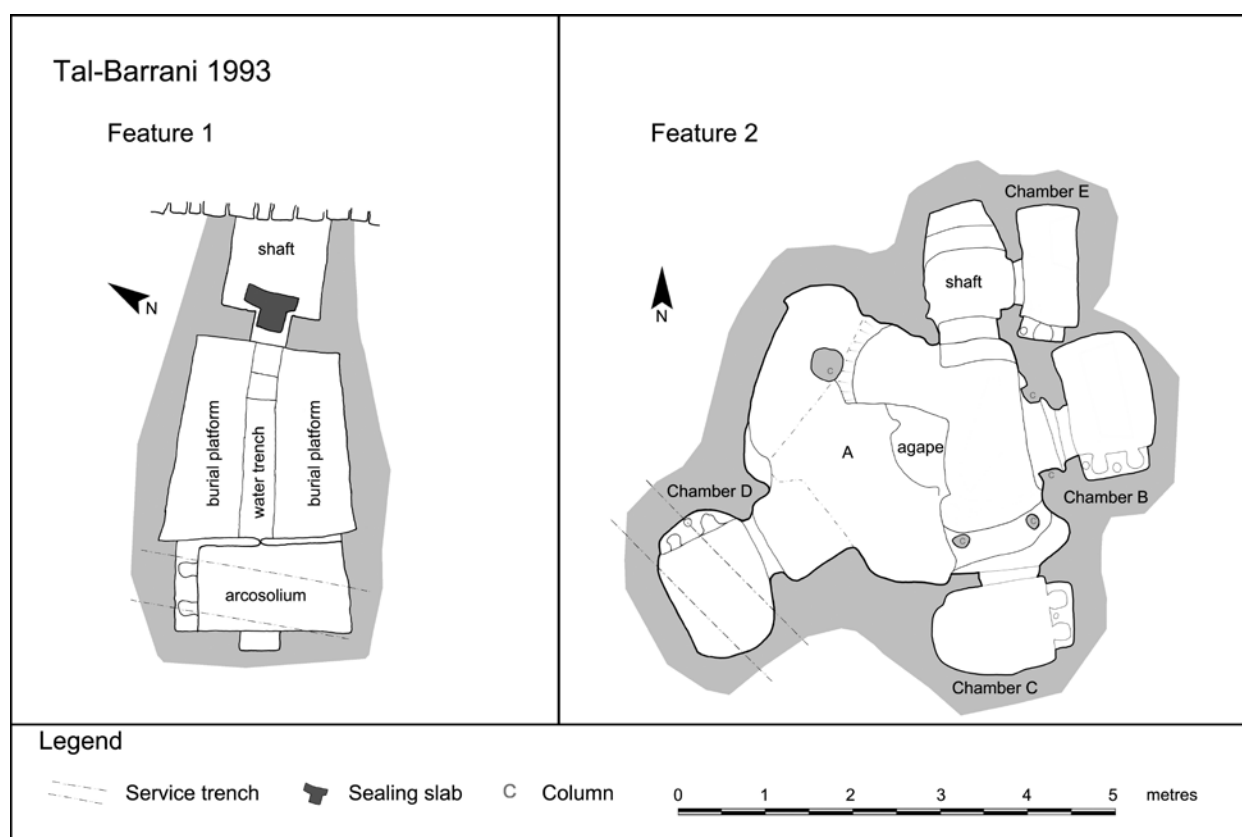 Tal-Barrani 1993
Feature 1
shaft
N
burial platform
water trench
burial platform
arcosolium
Feature 2
Chamber E
shaft
N
C
C
A
agape
Chamber D
C
Chamber B
C
C
Chamber C
Legend
Service trench
Sealing slab
C Column
0 1 2 3 4 5 metres